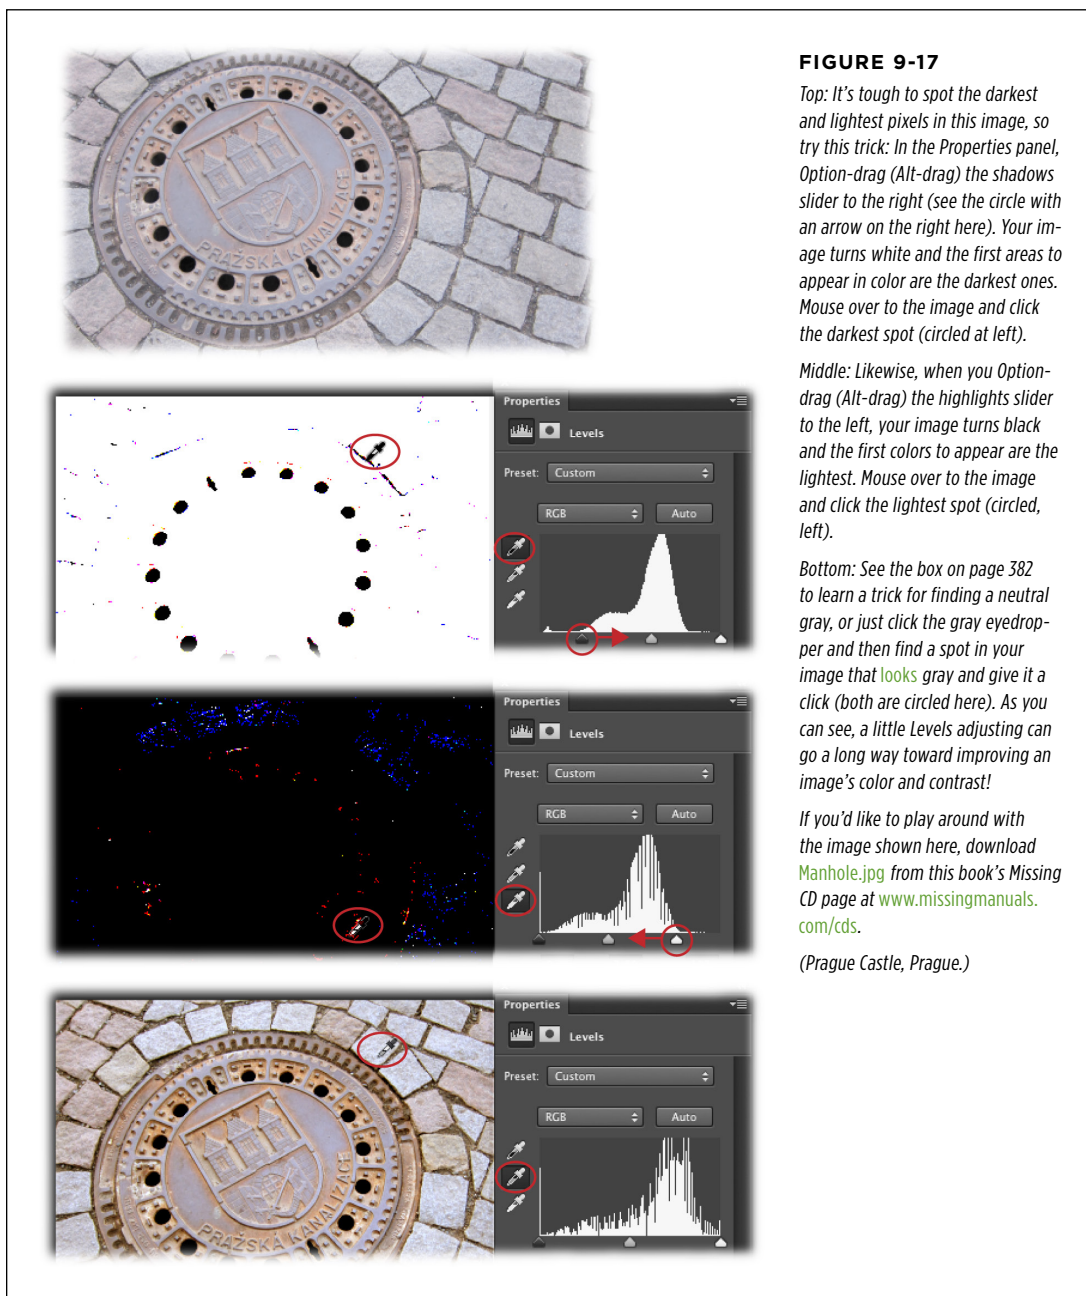 FIGURE 9-17
Top: It’s tough to spot the darkest
and lightest pixels in this image, so
try this trick: In the Properties panel,
Option-drag (Alt-drag) the shadows
slider to the right (see the circle with
an arrow on the right here). Your im-
age turns white and the first areas to
appear in color are the darkest ones.
Mouse over to the image and click
the darkest spot (circled at left).
Middle: Likewise, when you Option-
drag (Alt-drag) the highlights slider
to the left, your image turns black
and the first colors to appear are the
lightest. Mouse over to the image
and click the lightest spot (circled,
left).
Bottom: See the box on page 382
to learn a trick for finding a neutral
gray, or just click the gray eyedrop-
per and then find a spot in your
image that looks gray and give it a
click (both are circled here). As you
can see, a little Levels adjusting can
go a long way toward improving an
image’s color and contrast!
If you’d like to play around with
the image shown here, download
Manhole.jpg from this book’s Missing
CD page at www.missingmanuals.
com/cds.
(Prague Castle, Prague.)
PRAŽSKÁ KANALIZACE
Properties
Levels
Preset: Custom
RGB Auto
Properties
Levels
Preset: Custom
RGB Auto
Properties
Levels
Preset: Custom
RGB Auto
PRAŽSKÁ KANALIZACE